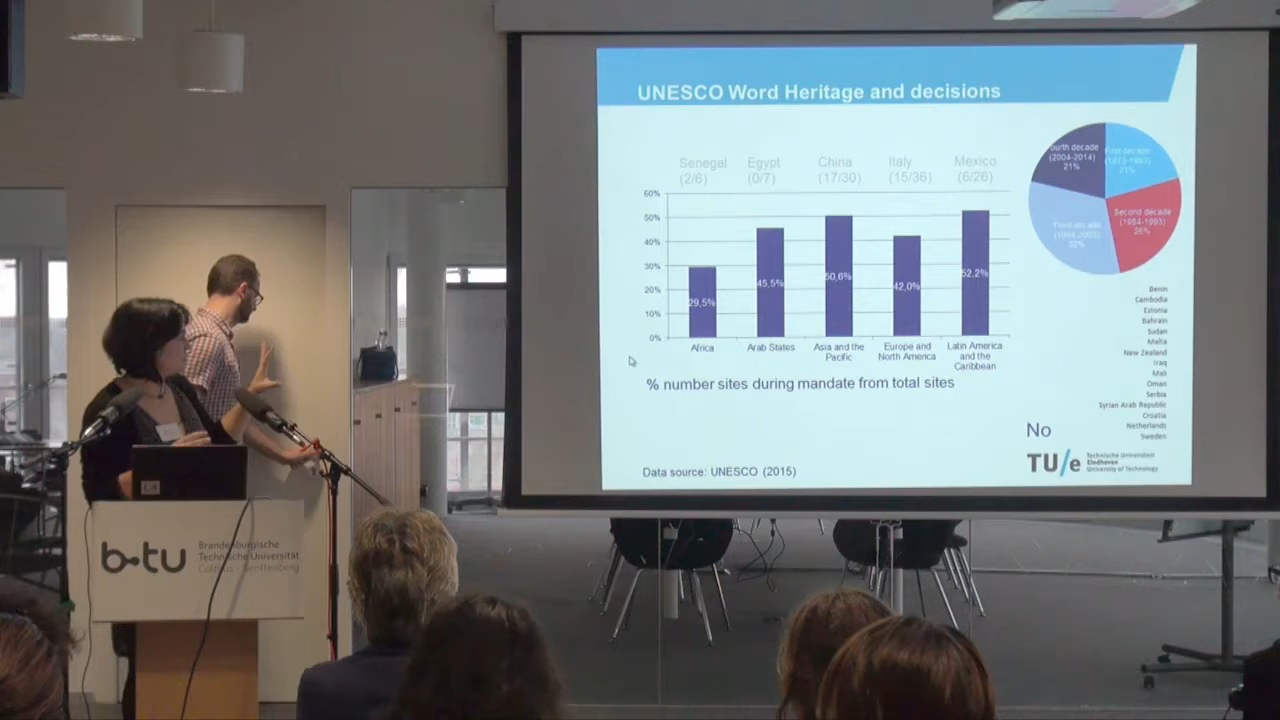 UNESCO Word Heritage and decisions
Senegal
(2/6)
Egypt
(0/7)
China
(17/30)
Italy
(15/36)
Mexico
(6/26)
60%
50%
40%
30%
20%
10%
0%
29,5%
45,5%
50,6%
42,0%
52,2%
Africa
Arab States
Asia and the
Pacific
Europe and
North America
Latin America
and the
Caribbean
% number sites during mandate from total sites
Data source: UNESCO (2015)
ourth decade
(2004-2014)
21%
First decade
21%
Second decade
(1984-1993)
26%
Third decade
32%
Benin
Cambodia
Estonia
Bahrain
Sudan
Malta
New Zealand
Iraq
Mali
Oman
Serbia
Syrian Arab Republic
Croatia
Netherlands
Sweden
No
TU/e
Technische Universiteit
Eindhoven
University of Technology
b-tu
Brandenburgische
Technische Universität
Cottbus - Senftenberg